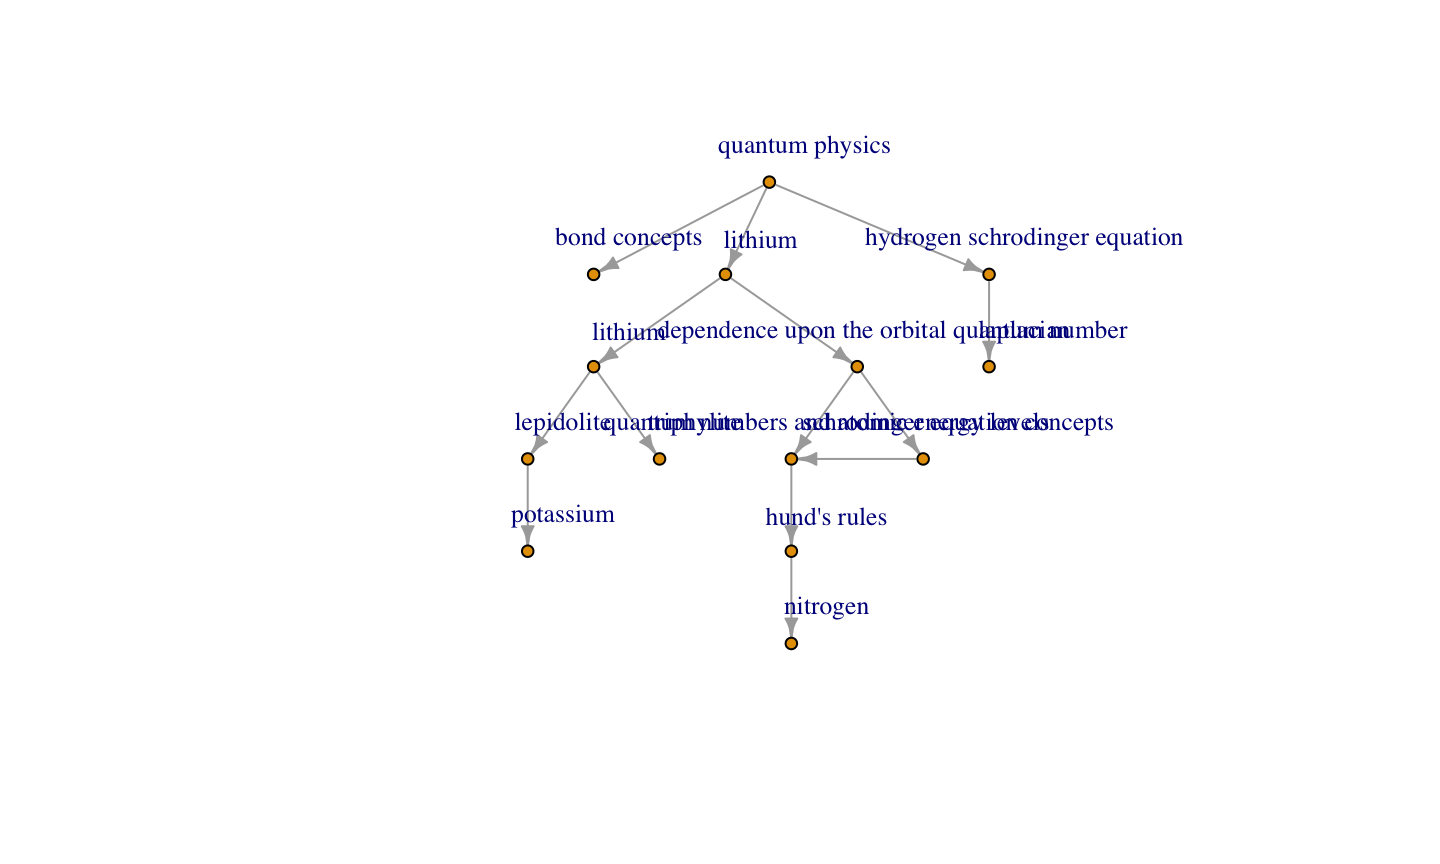 quantum physics
bond concepts
lithium
hydrogen schrodinger equation
lithium
dependence upon the orbital quantum number
laplacian
lepidolite
triphylite
quantum numbers and atomic energy levels
schrodinger equation concepts
potassium
hund's rules
nitrogen